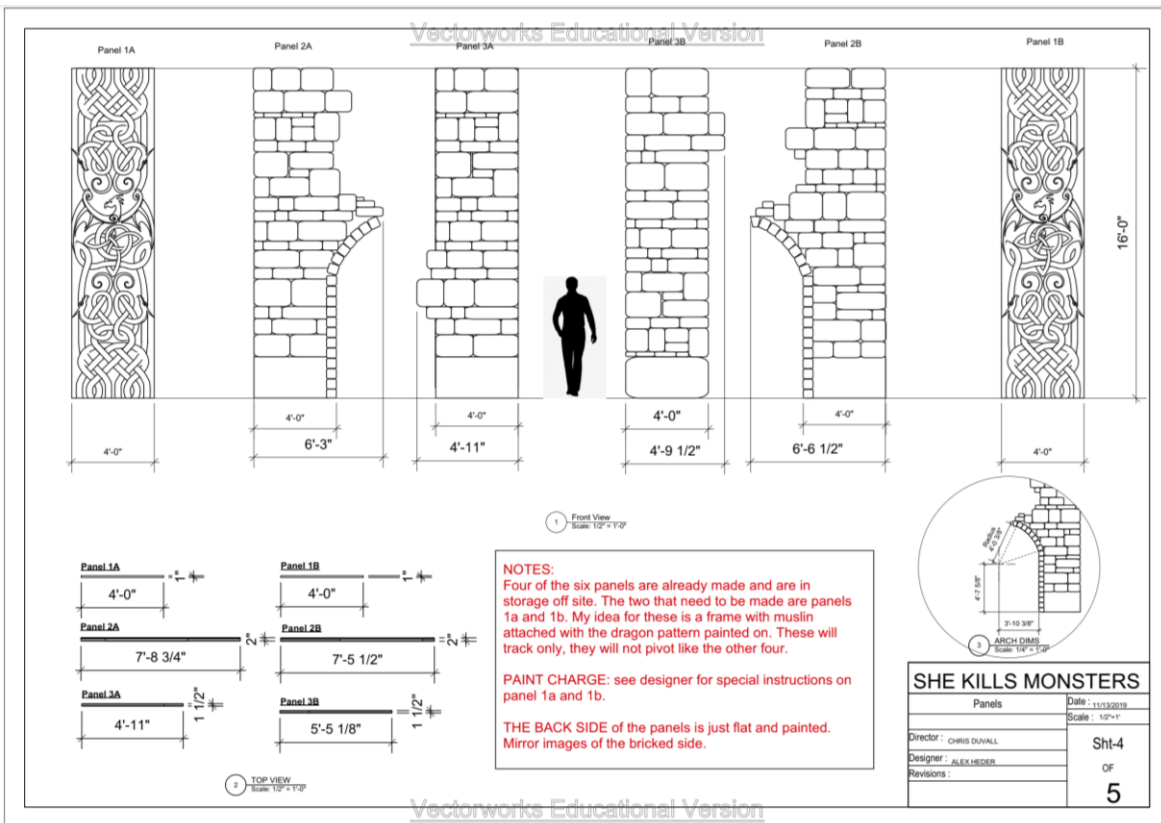 Vectorworks Educational Version
Panel 1A
Panel 2A
Panel 3A
Panel 3B
Panel 2B
Panel 1B
16'-0"
4'-0"
4'-0"
6'-3"
4'-0"
4'-11"
4'-0"
4'-9 1/2"
4'-0"
6'-6 1/2"
4'-0"
1
Front View
Scale: 1/2" = 1'-0"
Panel 1A
1"
4'-0"
Panel 1B
1"
4'-0"
Panel 2A
2"
7'-8 3/4"
Panel 2B
2"
7'-5 1/2"
Panel 3A
1 1/2"
4'-11"
Panel 3B
1 1/2"
5'-5 1/8"
2
TOP VIEW
Scale: 1/2" = 1'-0"
NOTES:
Four of the six panels are already made and are in
storage off site. The two that need to be made are panels
1a and 1b. My idea for these is a frame with muslin
attached with the dragon pattern painted on. These will
track only, they will not pivot like the other four.
PAINT CHARGE: see designer for special instructions on
panel 1a and 1b.
THE BACK SIDE of the panels is just flat and painted.
Mirror images of the bricked side.
Radius
4'-0 3/8"
4'-7 5/8"
3'-10 3/8"
3
ARCH DIMS
Scale: 1/4" = 1'-0"
SHE KILLS MONSTERS
Panels
Date : 11/13/2019
Scale : 1/2"=1'
Director : CHRIS DUVALL
Designer : ALEX HEDER
Revisions :
Sht-4
OF
5
Vectorworks Educational Version